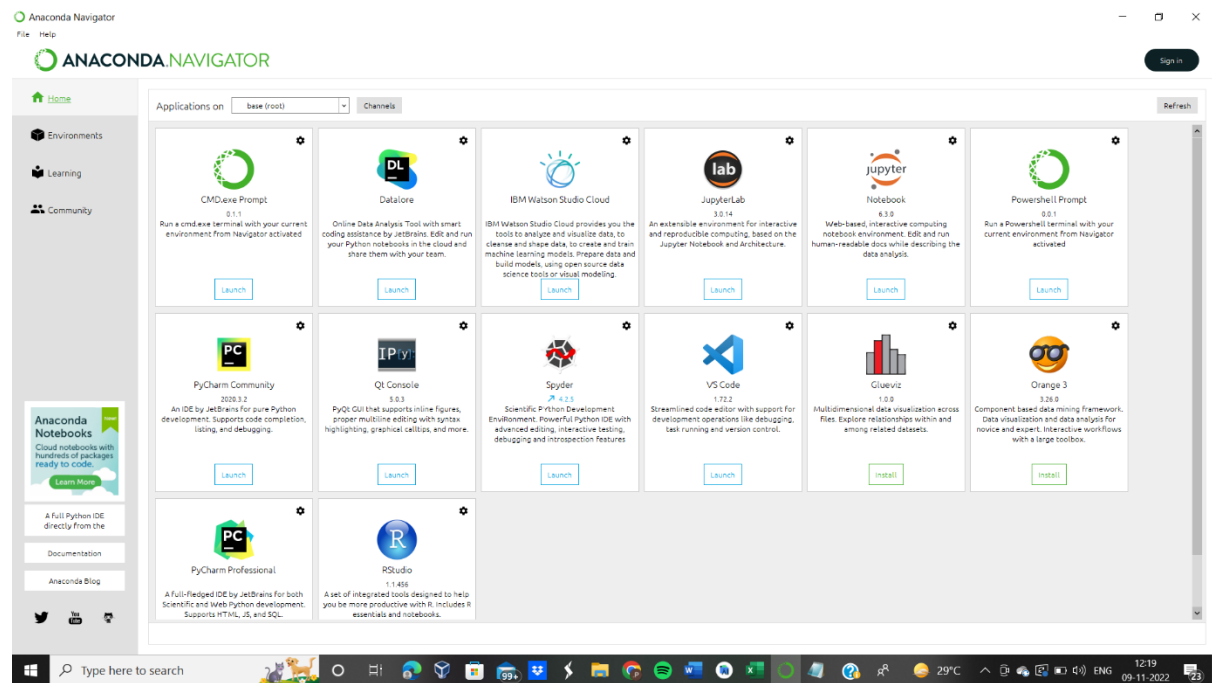 Anaconda Navigator
File Help
ANACONDA.NAVIGATOR
Sign in
Home
Environments
Learning
Community
Applications on base (root) Channels Refresh
CMD.exe Prompt
0.1.1
Run a cmd.exe terminal with your current
environment from Navigator activated
Launch
DL
Datalore
Online Data Analysis Tool with smart
coding assistance by JetBrains. Edit and run
your Python notebooks in the cloud and
share them with your team.
Launch
IBM Watson Studio Cloud
IBM Watson Studio Cloud provides you the
tools to analyze and visualize data, to
cleanse and shape data, to create and train
machine learning models. Prepare data and
build models, using open source data
science tools or visual modeling.
Launch
lab
JupyterLab
3.0.14
An extensible environment for interactive
and reproducible computing, based on the
Jupyter Notebook and Architecture.
Launch
jupyter
Notebook
6.3.0
Web-based, interactive computing
notebook environment. Edit and run
human-readable docs while describing the
data analysis.
Launch
Powershell Prompt
0.0.1
Run a Powershell terminal with your
current environment from Navigator
activated
Launch
PC
PyCharm Community
2020.3.2
An IDE by JetBrains for pure Python
development. Supports code completion,
listing, and debugging.
Launch
IP[y]:
Qt Console
5.0.3
PyQt GUI that supports inline figures,
proper multiline editing with syntax
highlighting, graphical calltips, and more.
Launch
Spyder
4.2.5
Scientific PYthon Development
EnviRonment. Powerful Python IDE with
advanced editing, interactive testing,
debugging and introspection features
Launch
VS Code
1.72.2
Streamlined code editor with support for
development operations like debugging,
task running and version control.
Launch
Glueviz
1.0.0
Multidimensional data visualization across
files. Explore relationships within and
among related datasets.
Install
Orange 3
3.26.0
Component based data mining framework.
Data visualization and data analysis for
novice and expert. Interactive workflows
with a large toolbox.
Install
PC
PyCharm Professional
A full-fledged IDE by JetBrains for both
Scientific and Web Python development.
Supports HTML, JS, and SQL.
R
RStudio
1.1.456
A set of integrated tools designed to help
you be more productive with R. Includes R
essentials and notebooks.
Anaconda
Notebooks
Cloud notebooks with
hundreds of packages
ready to code.
Learn More
A Full Python IDE
directly from the
Documentation
Anaconda Blog
You
Tube
Type here to search
99+
29°C
ENG
12:19
09-11-2022
23